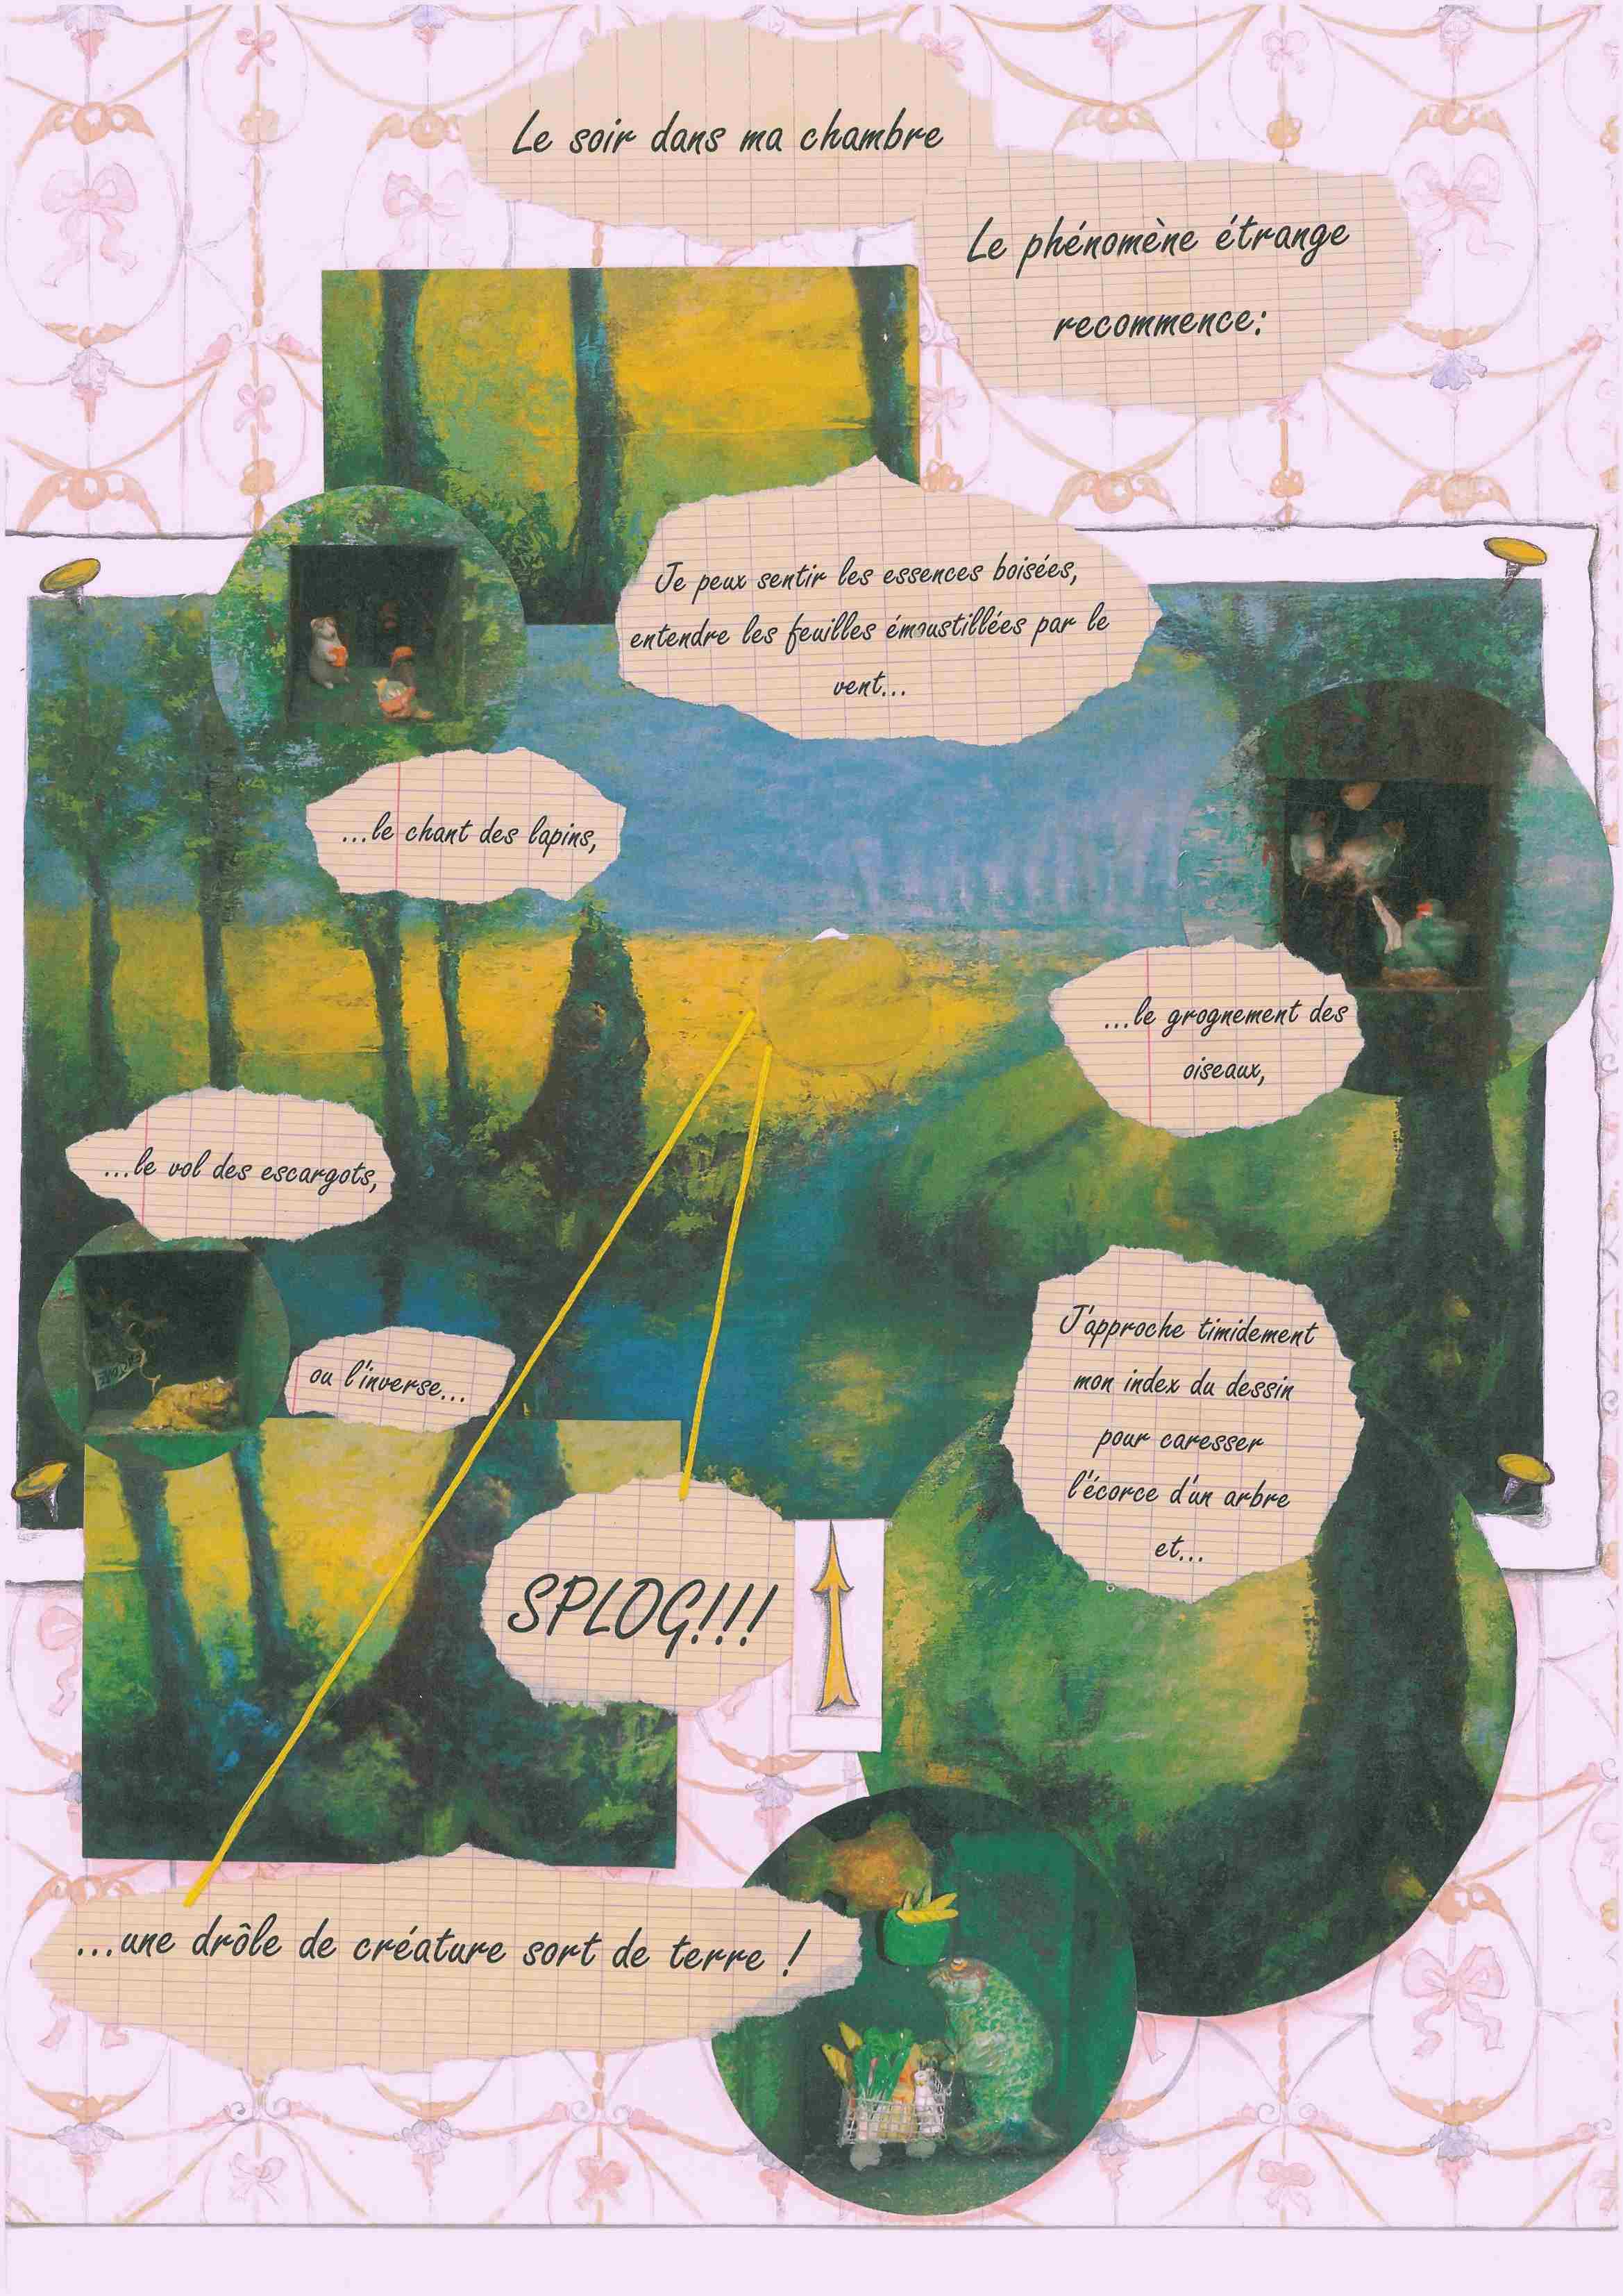 Le soir dans ma chambre
Le phénomène étrange
recommence:
Je peux sentir les essences boisées,
entendre les feuilles émoustillées par le
vent...
...le chant des lapins,
...le grognement des
oiseaux,
...le vol des escargots,
ou l'inverse...
J'approche timidement
mon index du dessin
pour caresser
l'écorce d'un arbre
et...
SPLOG!!!
...une drôle de créature sort de terre !